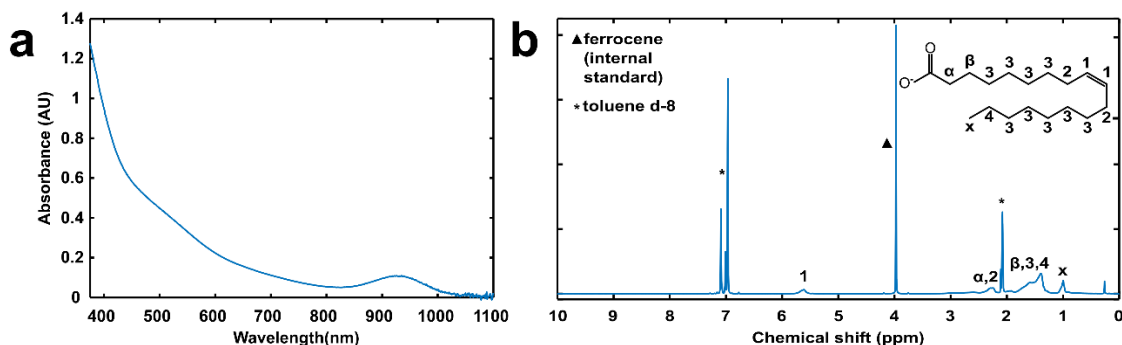 a
1.4
1.2
1
0.8
0.6
0.4
0.2
0
Absorbance (AU)
400 500 600 700 800 900 1000 1100
Wavelength(nm)
b
▲ferrocene
(internal
standard)
* toluene d-8
*
▲
*
1
α,2
β,3,4
x
O
O-
α β 3 3 3 3 3 2 1 1
x 4 3 3 3 3 3 2
10 9 8 7 6 5 4 3 2 1 0
Chemical shift (ppm)